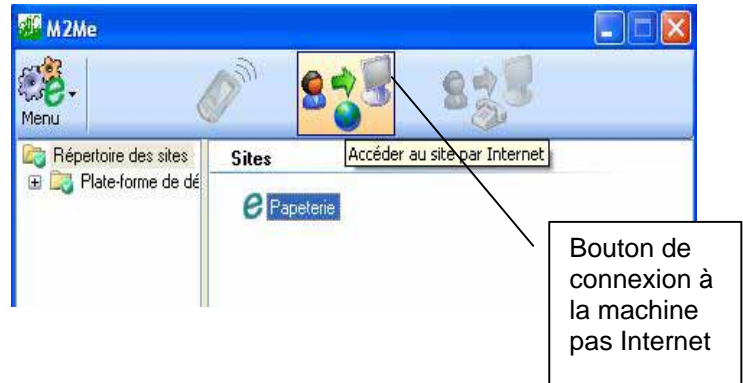 M2Me
Menu
Répertoire des sites
Plate-forme de dé
Sites
Accéder au site par Internet
Papeterie
Bouton de
connexion à
la machine
pas Internet